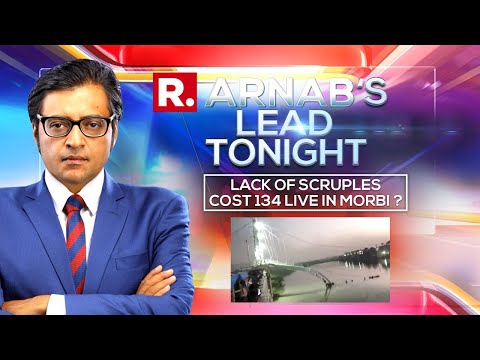 R. ARNAB'S
LEAD
TONIGHT
LACK OF SCRUPLES
COST 134 LIVE IN MORBI ?